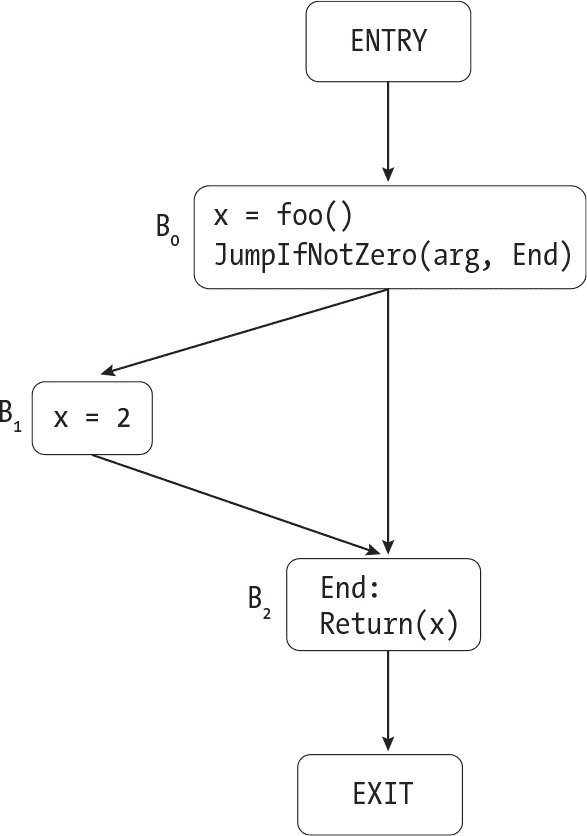 ENTRY
B₀
x = foo()
JumpIfNotZero(arg, End)
B₁
x = 2
B₂
End:
Return(x)
EXIT